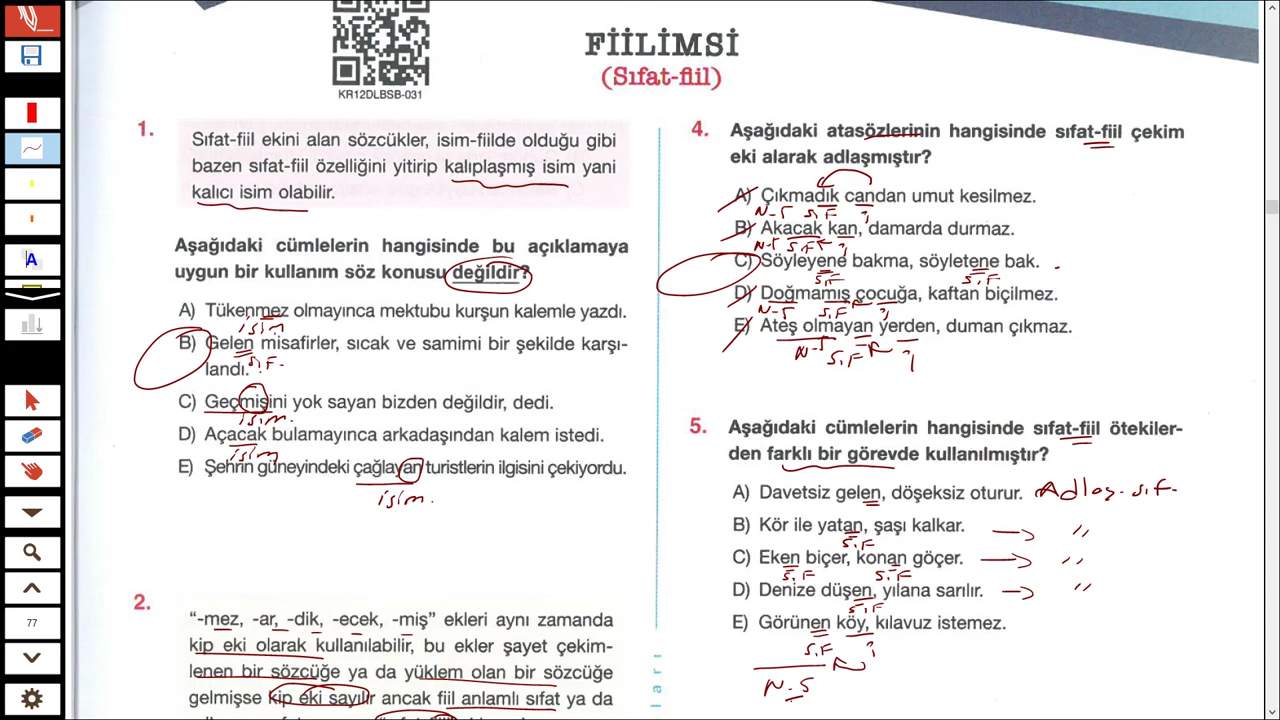 KR12DLBSB-031
FİİLİMSİ
(Sıfat-fiil)
1.
Sıfat-fiil ekini alan sözcükler, isim-fiilde olduğu gibi
bazen sıfat-fiil özelliğini yitirip kalıplaşmış isim yani
kalıcı isim olabilir.
Aşağıdaki cümlelerin hangisinde bu açıklamaya
uygun bir kullanım söz konusu değildir?
A) Tükenmez olmayınca mektubu kurşun kalemle yazdı.
isim
B) Gelen misafirler, sıcak ve samimi bir şekilde karşı-
S.F.
landı.
C) Geçmişini yok sayan bizden değildir, dedi.
isim.
D) Açacak bulamayınca arkadaşından kalem istedi.
isim
E) Şehrin güneyindeki çağlayan turistlerin ilgisini çekiyordu.
isim.
2.
"-mez, -ar, -dik, -ecek, -miş" ekleri aynı zamanda
kip eki olarak kullanılabilir, bu ekler şayet çekim-
lenen bir sözcüğe ya da yüklem olan bir sözcüğe
gelmişse kip eki sayılır ancak fiil anlamlı sıfat ya da
4.
Aşağıdaki atasözlerinin hangisinde sıfat-fiil çekim
eki alarak adlaşmıştır?
A) Çıkmadık candan umut kesilmez.
N-S S.F i
B) Akacak kan, damarda durmaz.
N-S S.F i
C) Söyleyene bakma, söyletene bak.
S.F S.F
D) Doğmamış çocuğa, kaftan biçilmez.
N-S S.F i
E) Ateş olmayan yerden, duman çıkmaz.
N-S S.F i
5.
Aşağıdaki cümlelerin hangisinde sıfat-fiil ötekiler-
den farklı bir görevde kullanılmıştır?
A) Davetsiz gelen, döşeksiz oturur. Adlaş. S.F.
B) Kör ile yatan, şaşı kalkar. → "
S.F
C) Eken biçer, konan göçer. → "
S.F S.F
D) Denize düşen, yılana sarılır. → "
S.F
E) Görünen köy, kılavuz istemez.
S.F i
N-S
ları
77